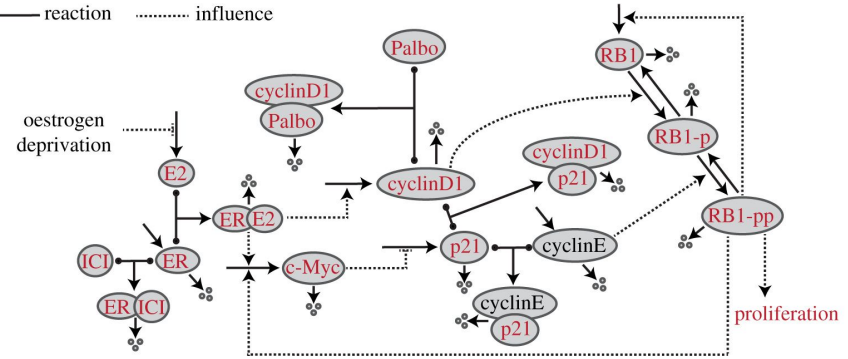 reaction
influence
Palbo
RB1
cyclinD1
Palbo
oestrogen
deprivation
RB1-p
cyclinD1
p21
E2
cyclinD1
ER E2
RB1-pp
ICI
ER
c-Myc
p21
cyclinE
ER ICI
cyclinE
p21
proliferation